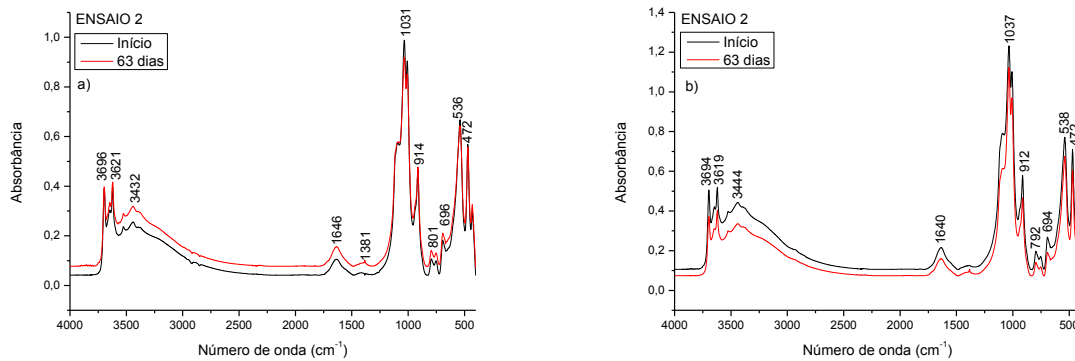 ENSAIO 2
Início
63 dias
a)
Absorbância
1,0
0,8
0,6
0,4
0,2
0,0
3696
3621
3432
1646
1381
1031
914
801
696
536
472
4000 3500 3000 2500 2000 1500 1000 500
Número de onda (cm⁻¹)
ENSAIO 2
Início
63 dias
b)
Absorbância
1,4
1,2
1,0
0,8
0,6
0,4
0,2
0,0
3694
3619
3444
1640
1037
912
792
694
538
4000 3500 3000 2500 2000 1500 1000 500
Número de onda (cm⁻¹)